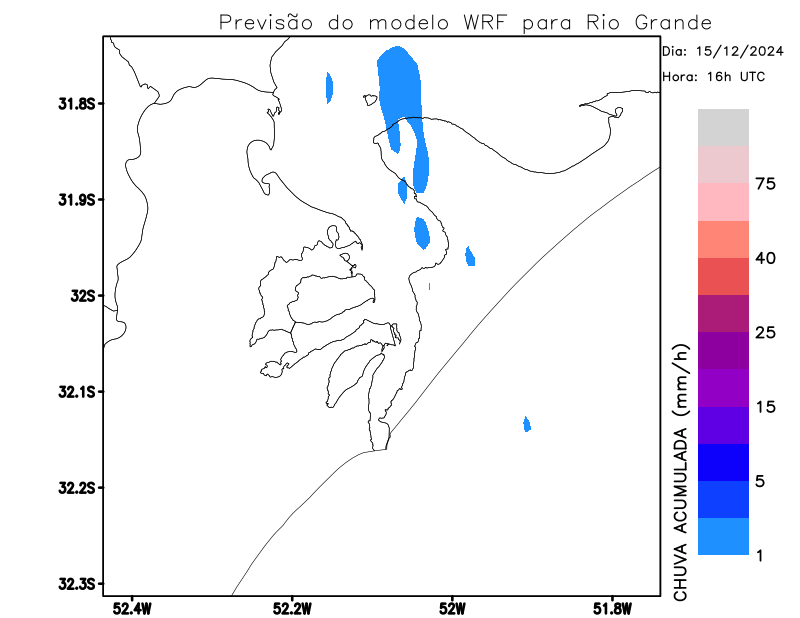 Previsão do modelo WRF para Rio Grande
Dia: 15/12/2024
Hora: 16h UTC
31.8S
31.9S
32S
32.1S
32.2S
32.3S
52.4W
52.2W
52W
51.8W
75
40
25
15
5
1
CHUVA ACUMULADA (mm/h)